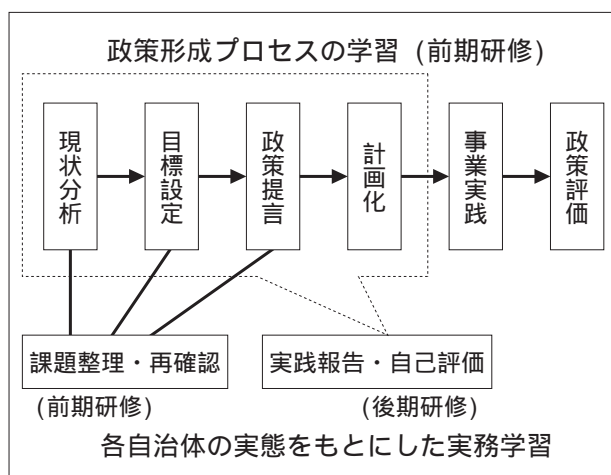 政策形成プロセスの学習 (前期研修)
現状分析
目標設定
政策提言
計画化
事業実践
政策評価
課題整理・再確認
実践報告・自己評価
(前期研修)
(後期研修)
各自治体の実態をもとにした実務学習